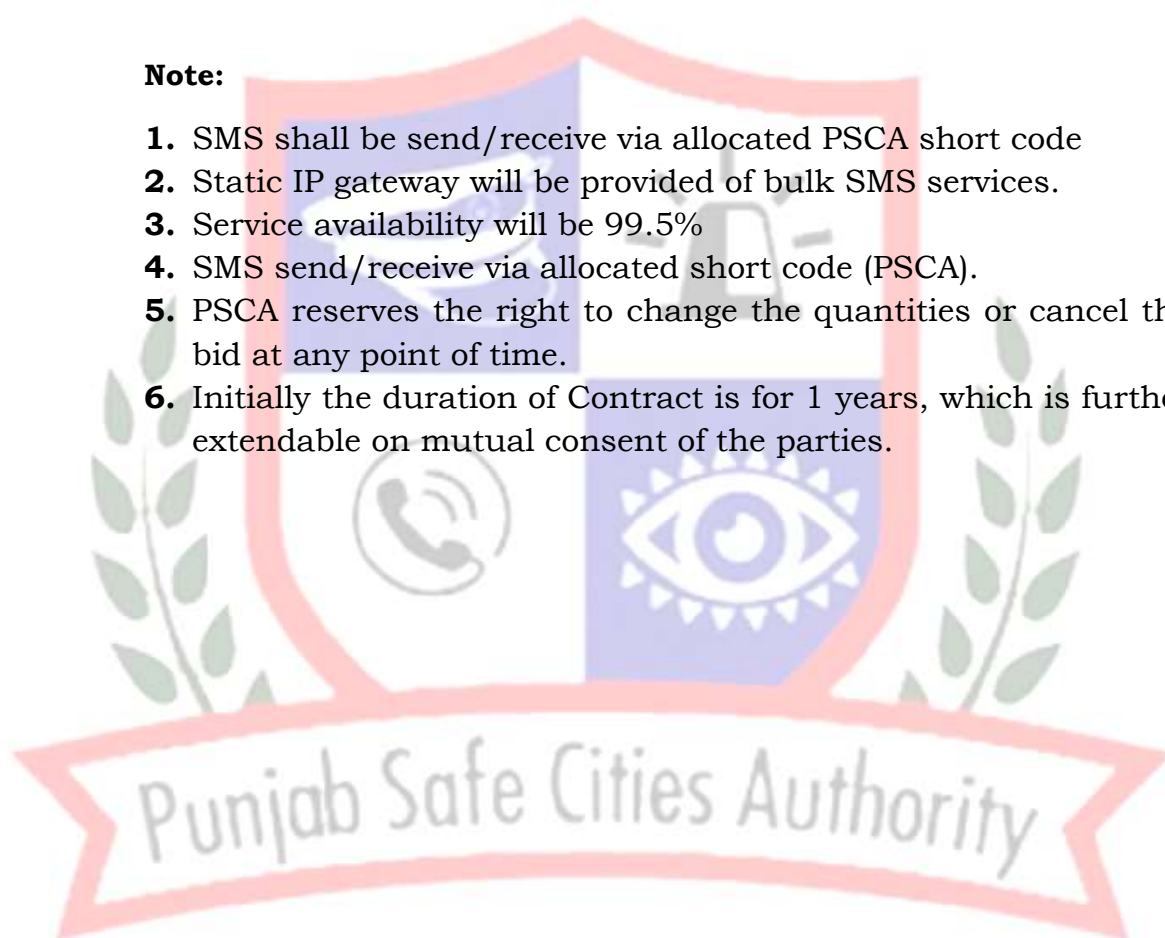 Note:
1. SMS shall be send/receive via allocated PSCA short code
2. Static IP gateway will be provided of bulk SMS services.
3. Service availability will be 99.5%
4. SMS send/receive via allocated short code (PSCA).
5. PSCA reserves the right to change the quantities or cancel th
bid at any point of time.
6. Initially the duration of Contract is for 1 years, which is furthe
extendable on mutual consent of the parties.
Punjab Safe Cities Authority